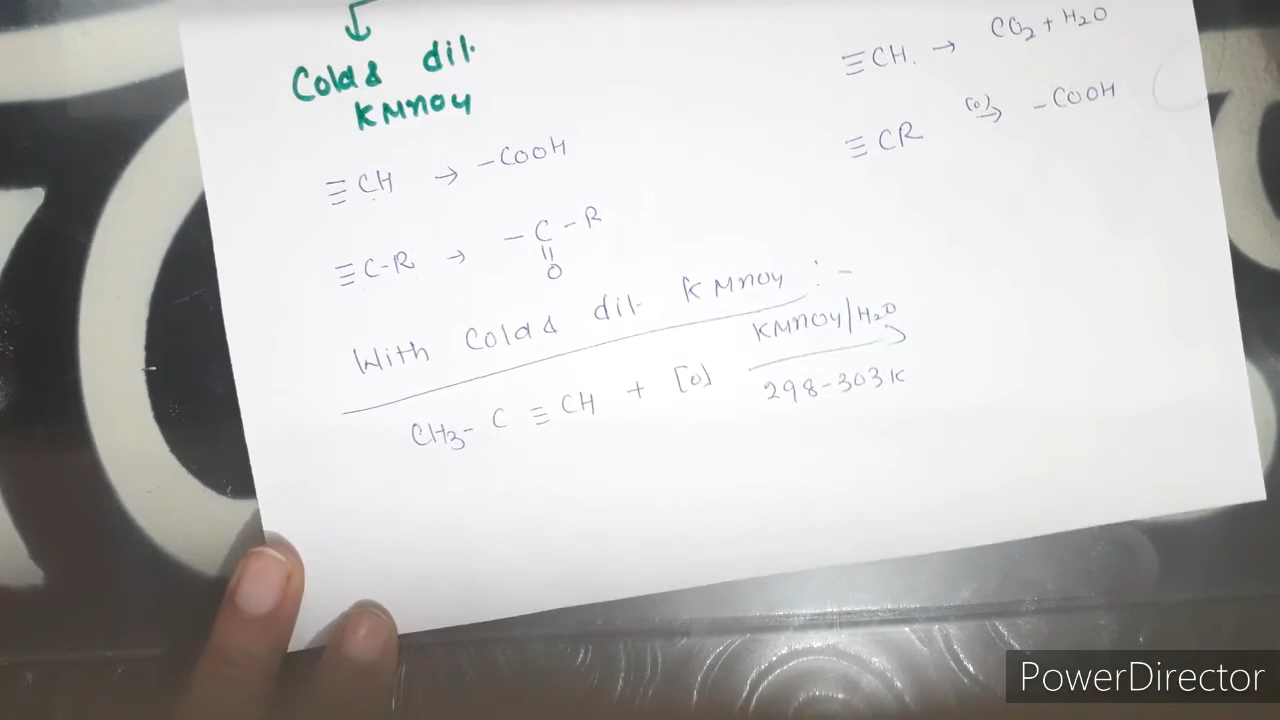 Cold & dil.
KMnO4
≡CH → -COOH
≡C-R → -C-R
||
O
≡CH. → CO2 + H2O
≡CR (O)→ -COOH
With Cold & dil. KMnO4 :-
CH3-C≡CH + [O] KMnO4/H2O
298-303K
PowerDirector